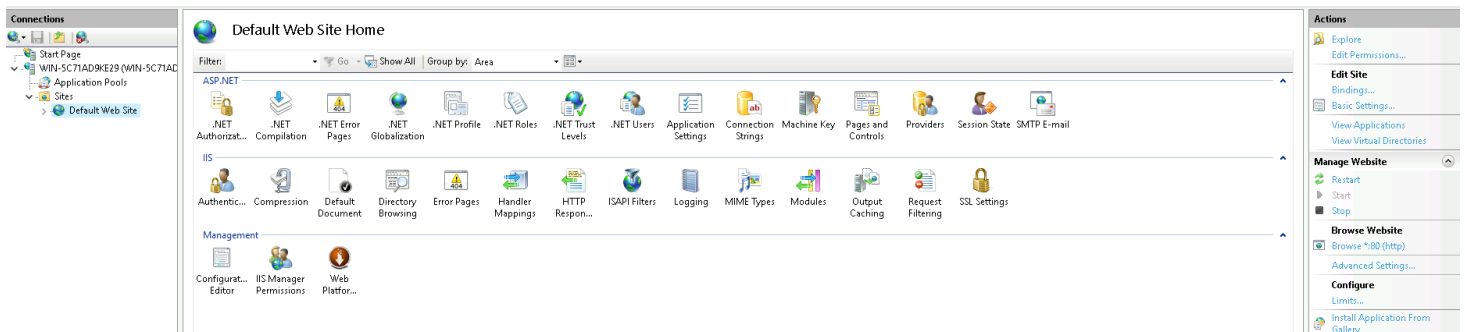 Connections
Start Page
WIN-5C71AD9KE29 (WIN-5C71AD
Application Pools
Sites
Default Web Site
Default Web Site Home
Filter:
Go
Show All
Group by: Area
ASP.NET
.NET Authorizat...
.NET Compilation
.NET Error Pages
.NET Globalization
.NET Profile
.NET Roles
.NET Trust Levels
.NET Users
Application Settings
Connection Strings
Machine Key
Pages and Controls
Providers
Session State
SMTP E-mail
IIS
Authentic...
Compression
Default Document
Directory Browsing
Error Pages
Handler Mappings
HTTP Respon...
ISAPI Filters
Logging
MIME Types
Modules
Output Caching
Request Filtering
SSL Settings
Management
Configurat... Editor
IIS Manager Permissions
Web Platfor...
Actions
Explore
Edit Permissions...
Edit Site
Bindings...
Basic Settings...
View Applications
View Virtual Directories
Manage Website
Restart
Start
Stop
Browse Website
Browse *:80 (http)
Advanced Settings...
Configure
Limits...
Install Application From
Gallery